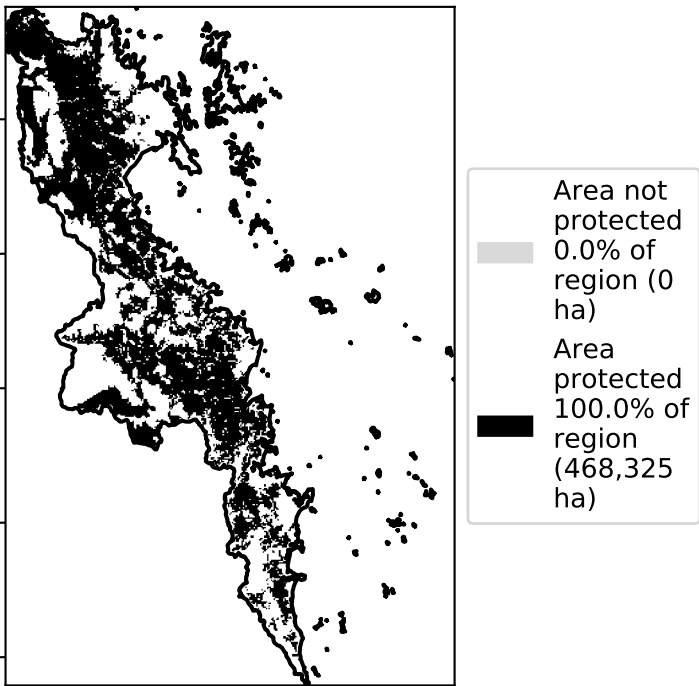 Area not
protected
0.0% of
region (0
ha)
Area
protected
100.0% of
region
(468,325
ha)